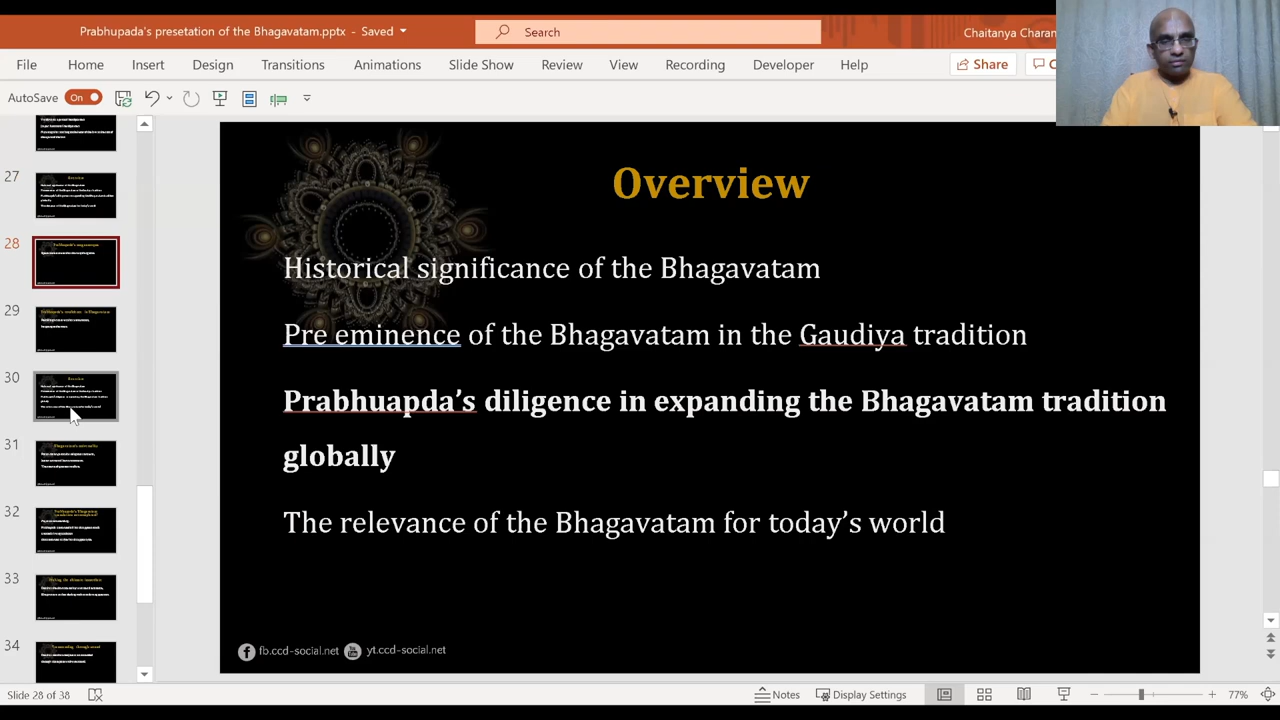 Prabhupada's presetation of the Bhagavatam.pptx - Saved
Search
Chaitanya Charan
File Home Insert Design Transitions Animations Slide Show Review View Recording Developer Help Share
AutoSave On
27
28
29
30
31
32
33
34
Overview
Historical significance of the Bhagavatam
Pre eminence of the Bhagavatam in the Gaudiya tradition
Prabhuapda's diligence in expanding the Bhagavatam tradition
globally
The relevance of the Bhagavatam for today's world
fb.ccd-social.net yt.ccd-social.net
Slide 28 of 38 Notes Display Settings 77%